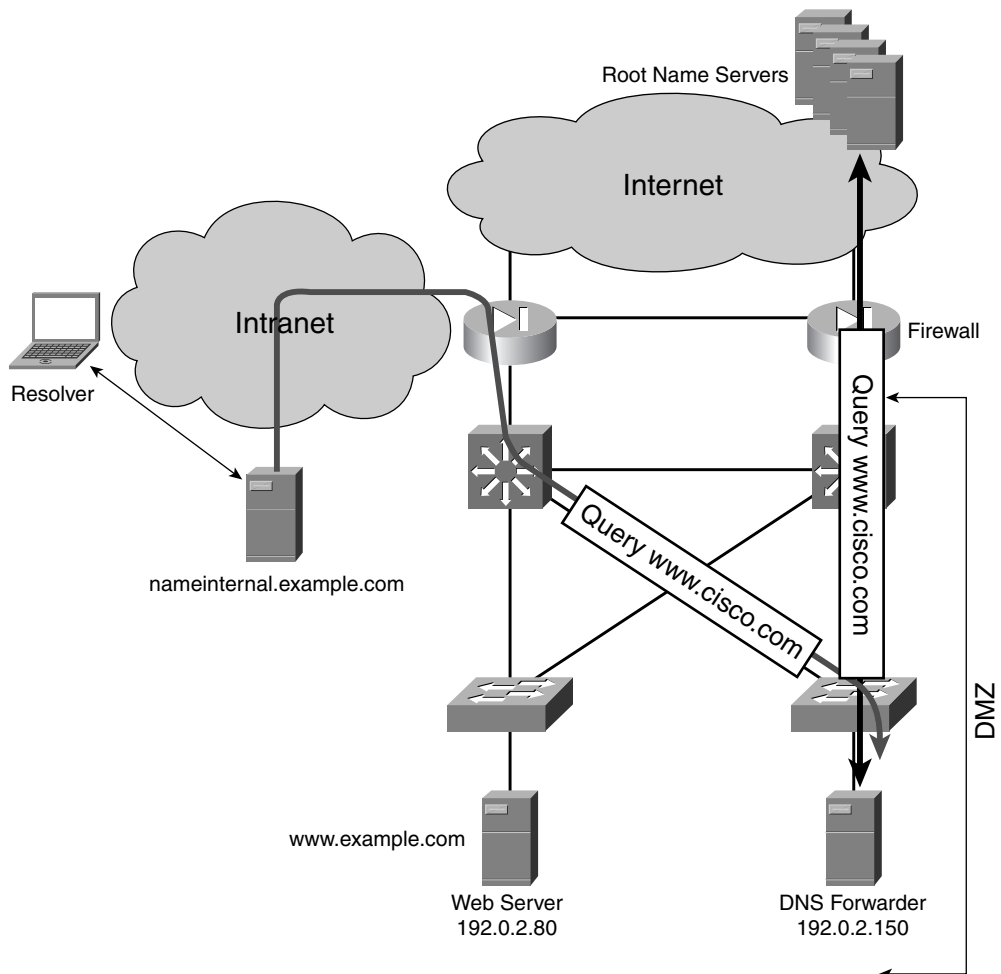 Root Name Servers
Internet
Intranet
Firewall
Resolver
Query www.cisco.com
Query www.cisco.com
nameinternal.example.com
DMZ
www.example.com
Web Server
192.0.2.80
DNS Forwarder
192.0.2.150